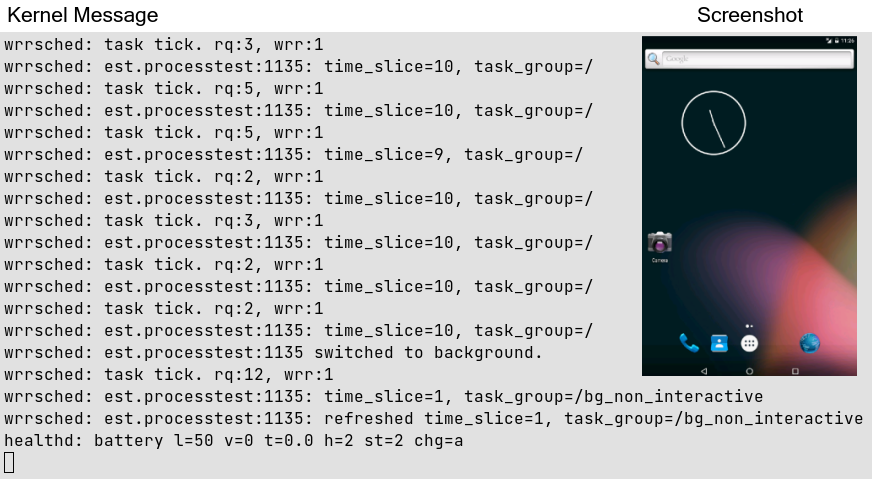 Kernel Message
Screenshot
wrrsched: task tick. rq:3, wrr:1
wrrsched: est.processtest:1135: time_slice=10, task_group=/
wrrsched: task tick. rq:5, wrr:1
wrrsched: est.processtest:1135: time_slice=10, task_group=/
wrrsched: task tick. rq:5, wrr:1
wrrsched: est.processtest:1135: time_slice=9, task_group=/
wrrsched: task tick. rq:2, wrr:1
wrrsched: est.processtest:1135: time_slice=10, task_group=/
wrrsched: task tick. rq:3, wrr:1
wrrsched: est.processtest:1135: time_slice=10, task_group=/
wrrsched: task tick. rq:2, wrr:1
wrrsched: est.processtest:1135: time_slice=10, task_group=/
wrrsched: task tick. rq:2, wrr:1
wrrsched: est.processtest:1135: time_slice=10, task_group=/
wrrsched: est.processtest:1135 switched to background.
wrrsched: task tick. rq:12, wrr:1
wrrsched: est.processtest:1135: time_slice=1, task_group=/bg_non_interactive
wrrsched: est.processtest:1135: refreshed time_slice=1, task_group=/bg_non_interactive
healthd: battery l=50 v=0 t=0.0 h=2 st=2 chg=a
11:26
Google
Camera